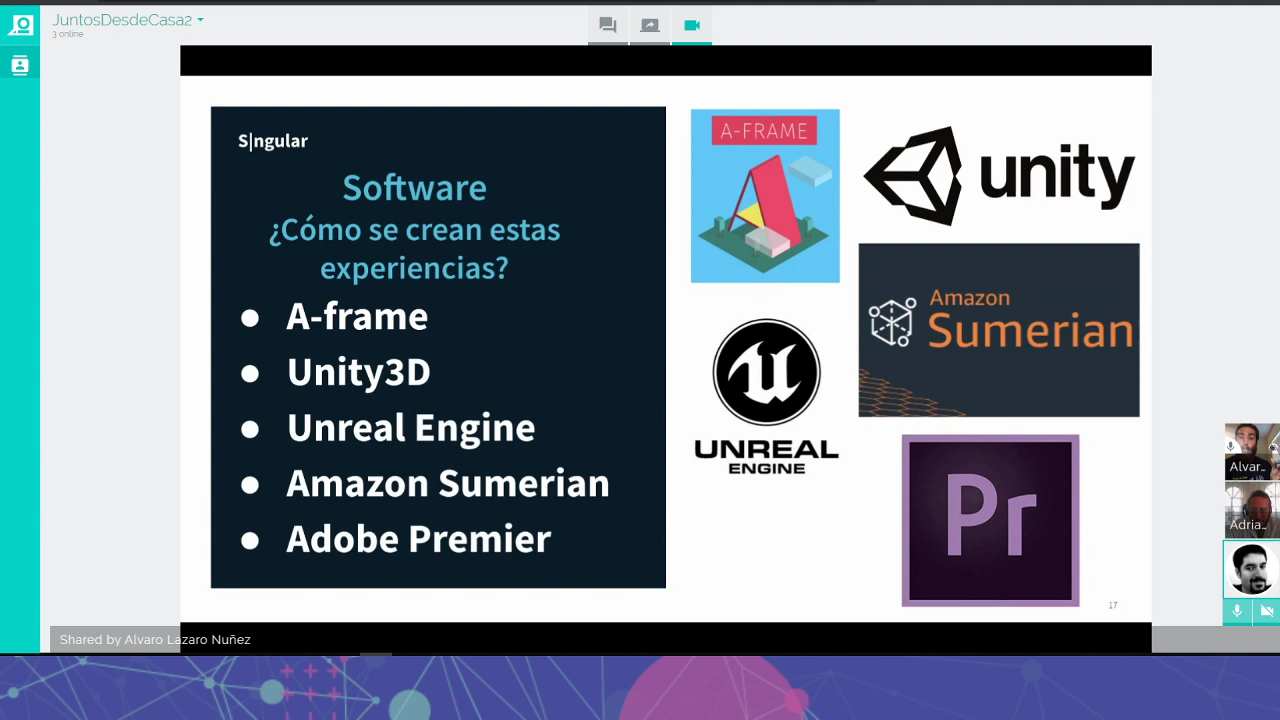 JuntosDesdeCasa2
3 online
S|ngular
Software
¿Cómo se crean estas
experiencias?
● A-frame
● Unity3D
● Unreal Engine
● Amazon Sumerian
● Adobe Premier
A-FRAME
unity
Amazon
Sumerian
UNREAL
ENGINE
Pr
17
Alvar...
Adria...
Shared by Alvaro Lazaro Nuñez